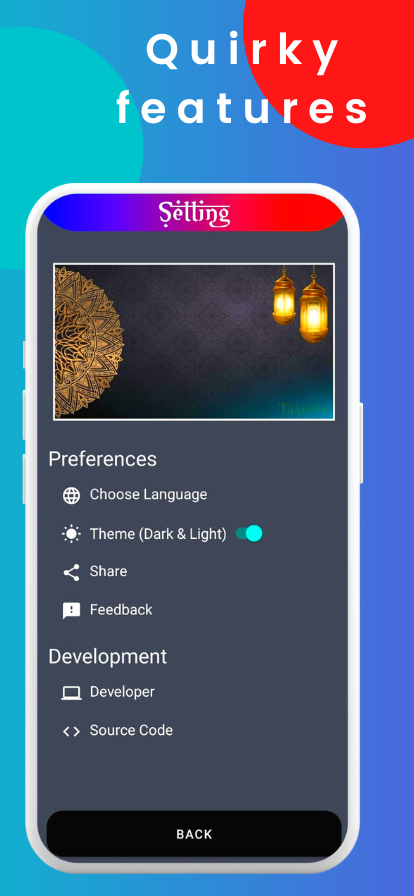 Quirky
features
Setting
Preferences
Choose Language
Theme (Dark & Light)
Share
Feedback
Development
Developer
Source Code
BACK